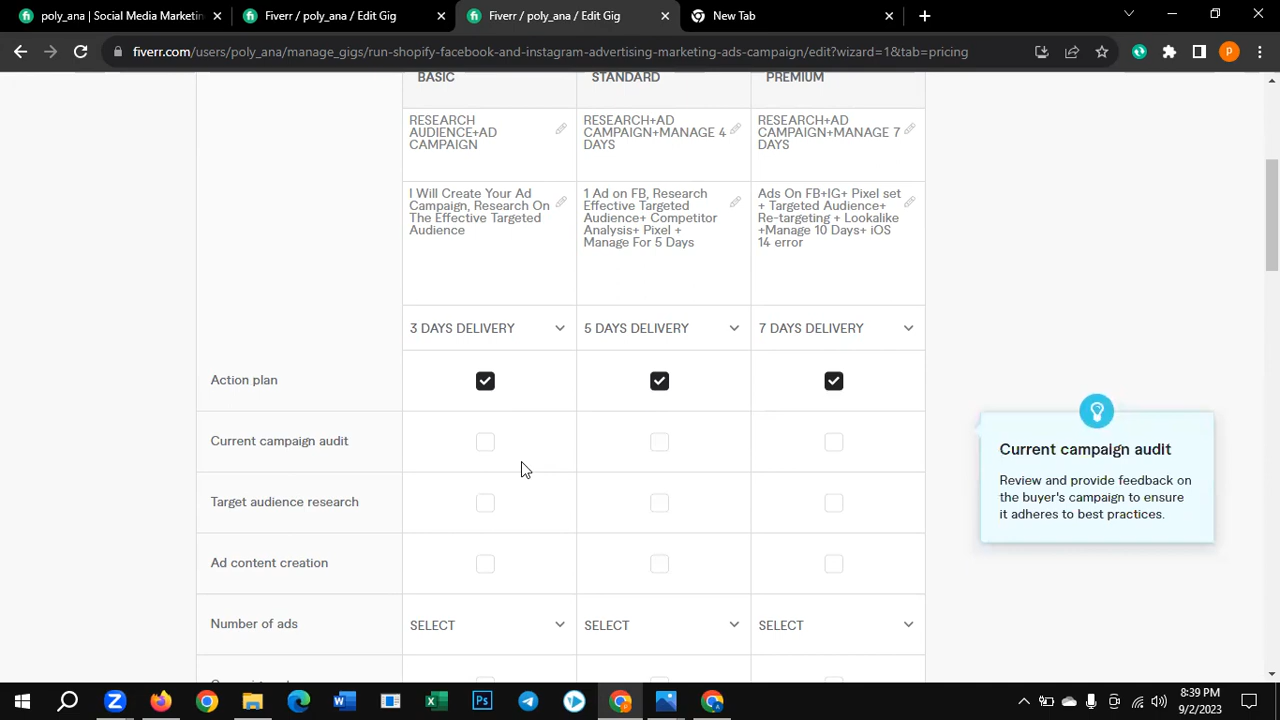 poly_ana | Social Media Marketin
Fiverr / poly_ana / Edit Gig
Fiverr / poly_ana / Edit Gig
New Tab
fiverr.com/users/poly_ana/manage_gigs/run-shopify-facebook-and-instagram-advertising-marketing-ads-campaign/edit?wizard=1&tab=pricing
P
BASIC
STANDARD
PREMIUM
RESEARCH
AUDIENCE+AD
CAMPAIGN
RESEARCH+AD
CAMPAIGN+MANAGE 4
DAYS
RESEARCH+AD
CAMPAIGN+MANAGE 7
DAYS
I Will Create Your Ad
Campaign, Research On
The Effective Targeted
Audience
1 Ad on FB, Research
Effective Targeted
Audience+ Competitor
Analysis+ Pixel +
Manage For 5 Days
Ads On FB+IG+ Pixel set
+ Targeted Audience+
Re-targeting + Lookalike
+Manage 10 Days+ iOS
14 error
3 DAYS DELIVERY
5 DAYS DELIVERY
7 DAYS DELIVERY
Action plan
Current campaign audit
Target audience research
Ad content creation
Number of ads
SELECT
SELECT
SELECT
Current campaign audit
Review and provide feedback on
the buyer's campaign to ensure
it adheres to best practices.
8:39 PM
9/2/2023